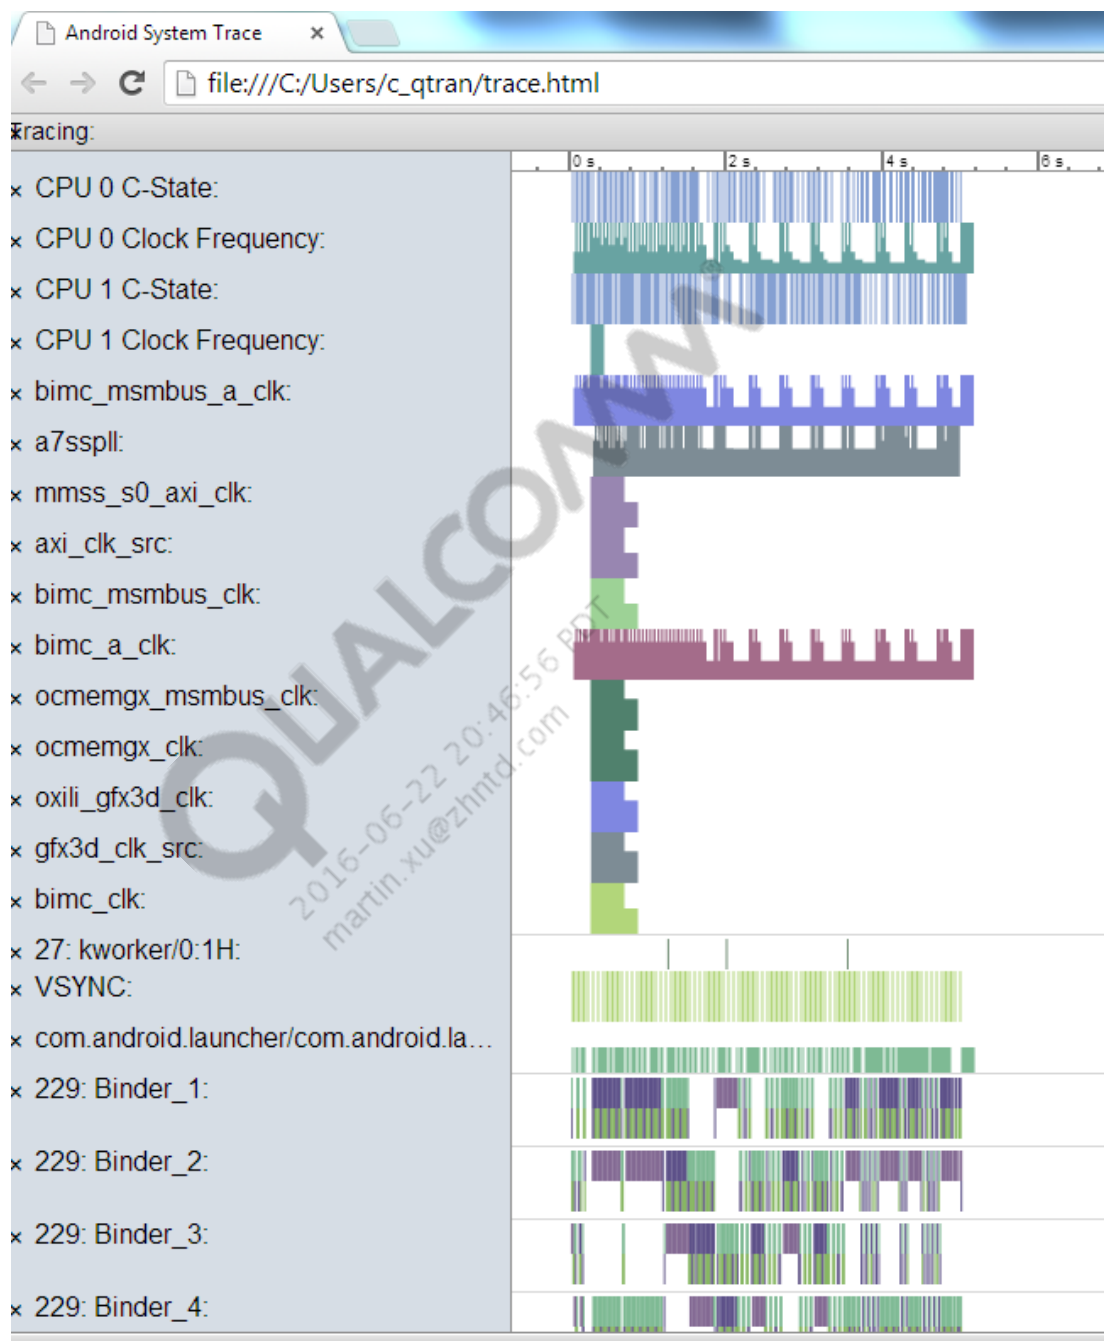 Android System Trace ×
file:///C:/Users/c_qtran/trace.html
Tracing:
0 s 2 s 4 s 6 s
× CPU 0 C-State:
× CPU 0 Clock Frequency:
× CPU 1 C-State:
× CPU 1 Clock Frequency:
× bimc_msmbus_a_clk:
× a7sspll:
× mmss_s0_axi_clk:
× axi_clk_src:
× bimc_msmbus_clk:
× bimc_a_clk:
× ocmemgx_msmbus_clk:
× ocmemgx_clk:
× oxili_gfx3d_clk:
× gfx3d_clk_src:
× bimc_clk:
× 27: kworker/0:1H:
× VSYNC:
× com.android.launcher/com.android.la...
× 229: Binder_1:
× 229: Binder_2:
× 229: Binder_3:
× 229: Binder_4:
QUALCOMM®
2016-06-22 20:46:56 PDT
martin.xu@zhntd.com